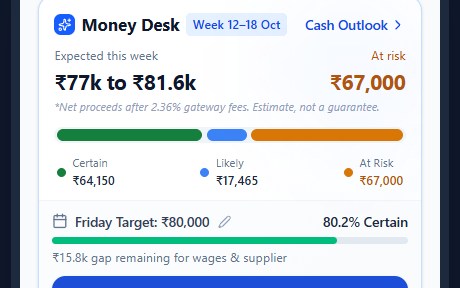 Money Desk Week 12–18 Oct Cash Outlook
Expected this week At risk
₹77k to ₹81.6k ₹67,000
*Net proceeds after 2.36% gateway fees. Estimate, not a guarantee.
Certain Likely At Risk
₹64,150 ₹17,465 ₹67,000
Friday Target: ₹80,000 80.2% Certain
₹15.8k gap remaining for wages & supplier